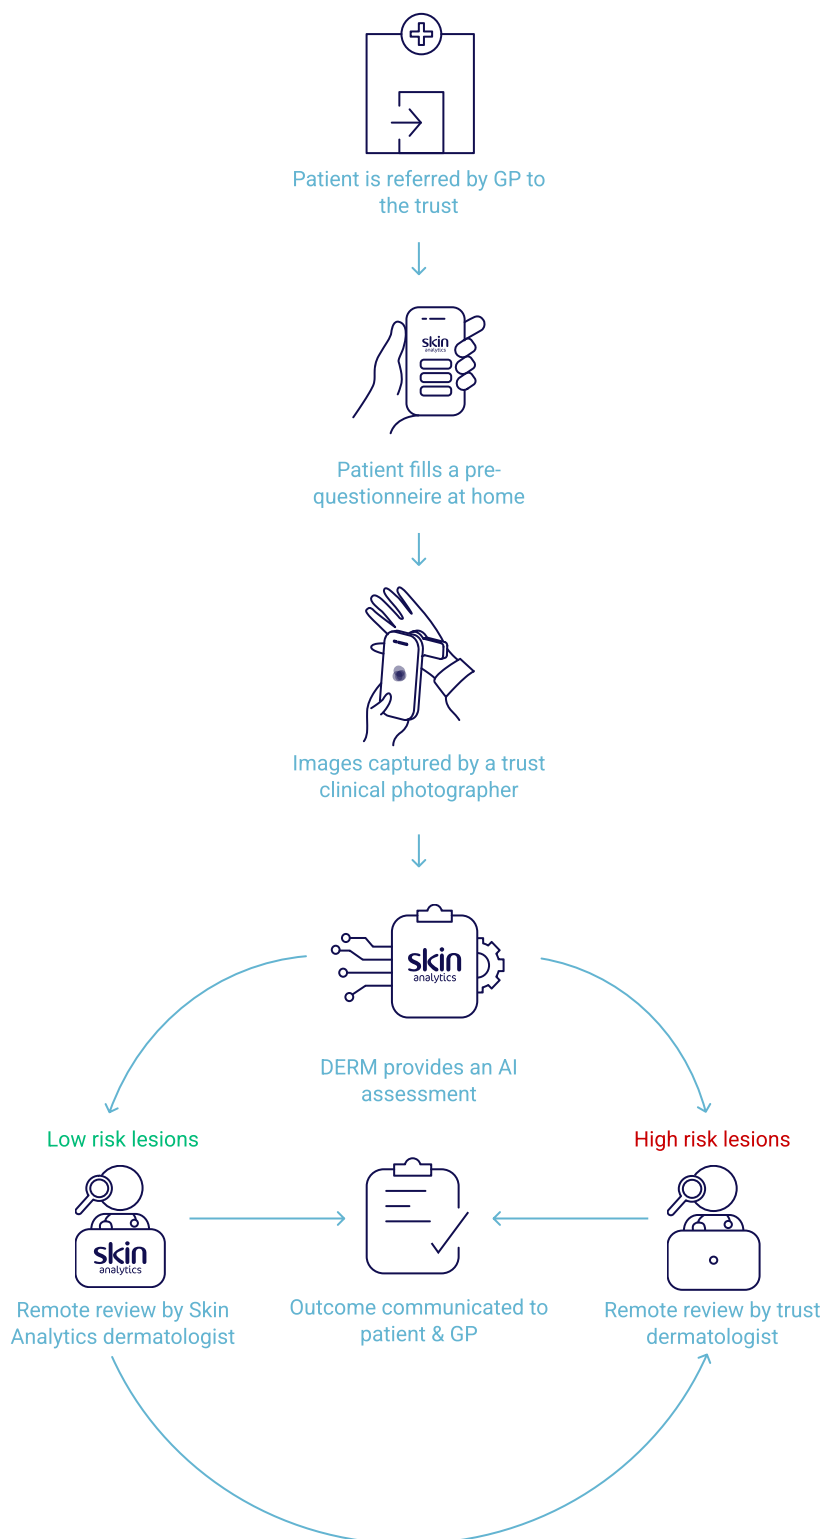 Patient is referred by GP to
the trust
skin
analytics
Patient fills a pre-
questionneire at home
Images captured by a trust
clinical photographer
skin
analytics
DERM provides an AI
assessment
Low risk lesions
High risk lesions
skin
analytics
Remote review by Skin
Analytics dermatologist
Outcome communicated to
patient & GP
Remote review by trust
dermatologist